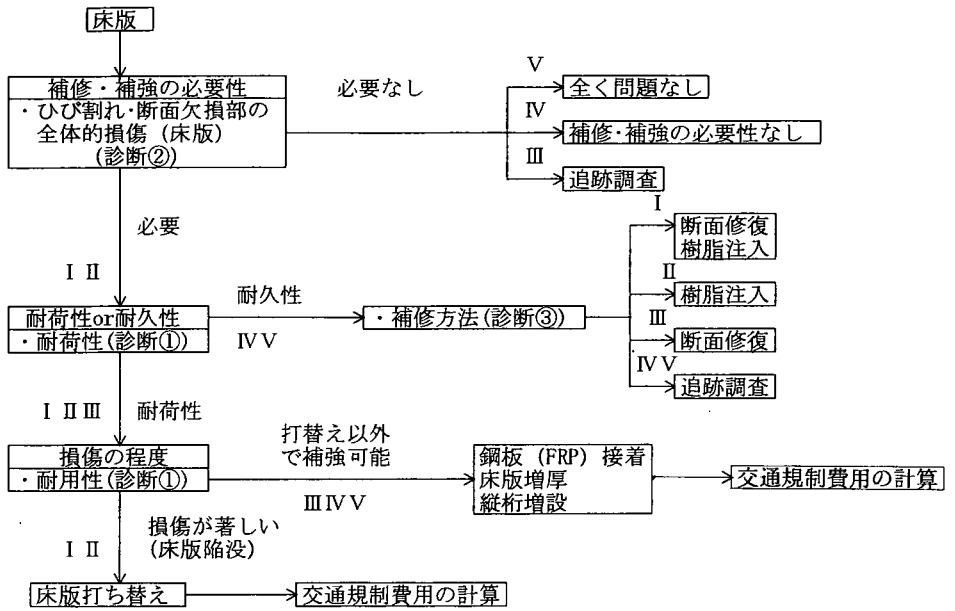 床版
補修・補強の必要性
・ひび割れ・断面欠損部の
全体的損傷（床版）
(診断②)
必要なし
Ⅴ
全く問題なし
Ⅳ
補修・補強の必要性なし
Ⅲ
追跡調査
必要
Ⅰ Ⅱ
耐荷性or耐久性
・耐荷性(診断①)
耐久性
ⅣⅤ
・補修方法(診断③)
Ⅰ
断面修復
樹脂注入
Ⅱ
樹脂注入
Ⅲ
断面修復
ⅣⅤ
追跡調査
Ⅰ ⅡⅢ
耐荷性
損傷の程度
・耐用性(診断①)
打替え以外
で補強可能
ⅢⅣⅤ
鋼板（FRP）接着
床版増厚
縦桁増設
交通規制費用の計算
Ⅰ Ⅱ
損傷が著しい
(床版陥没)
床版打ち替え
交通規制費用の計算